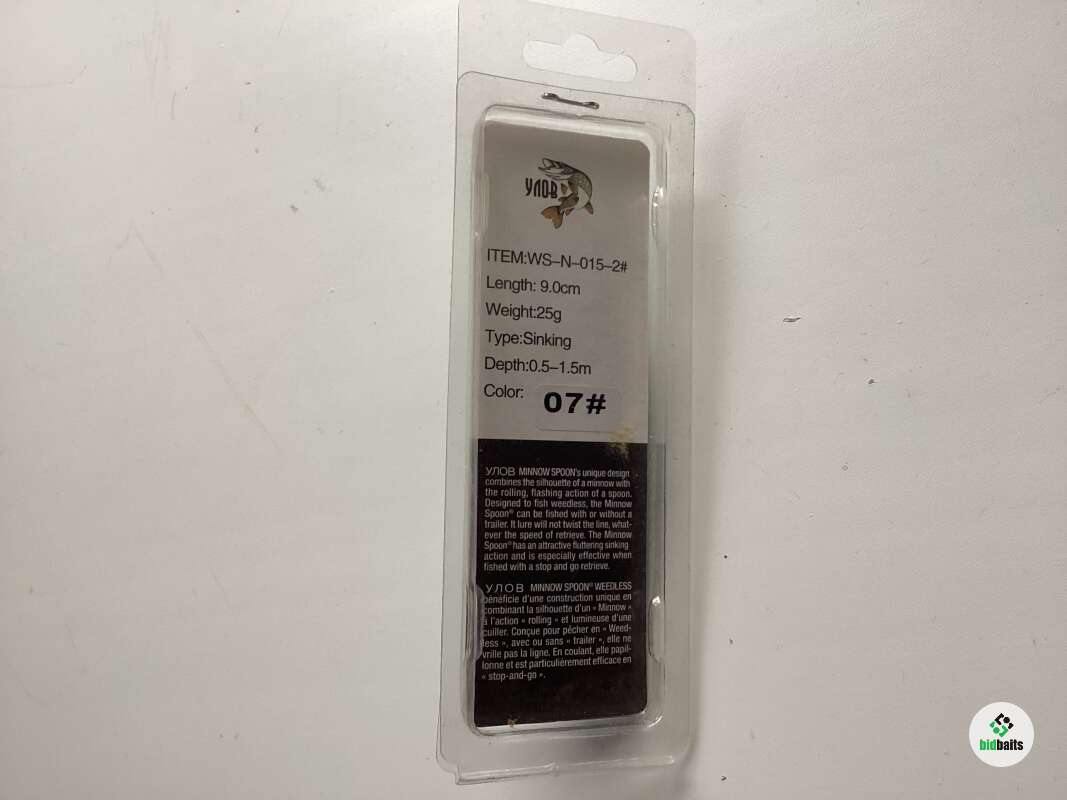 УЛОВ
ITEM:WS–N–015–2#
Length: 9.0cm
Weight:25g
Type:Sinking
Depth:0.5–1.5m
Color: 07#
УЛОВ MINNOW SPOON's unique design
combines the silhouette of a minnow with
the rolling, flashing action of a spoon.
Designed to fish weedless, the Minnow
Spoon® can be fished with or without a
trailer. It lure will not twist the line, what-
ever the speed of retrieve. The Minnow
Spoon® has an attractive fluttering sinking
action and is especially effective when
fished with a stop and go retrieve.
УЛОВ MINNOW SPOON® WEEDLESS
bénéficie d'une construction unique en
combinant la silhouette d'un « Minnow »
à l'action « rolling » et lumineuse d'une
cuiller. Conçue pour pêcher en « Weed-
less », avec ou sans « trailer », elle ne
vrille pas la ligne. En coulant, elle papil-
lonne et est particulièrement efficace en
« stop-and-go ».
bidbaits